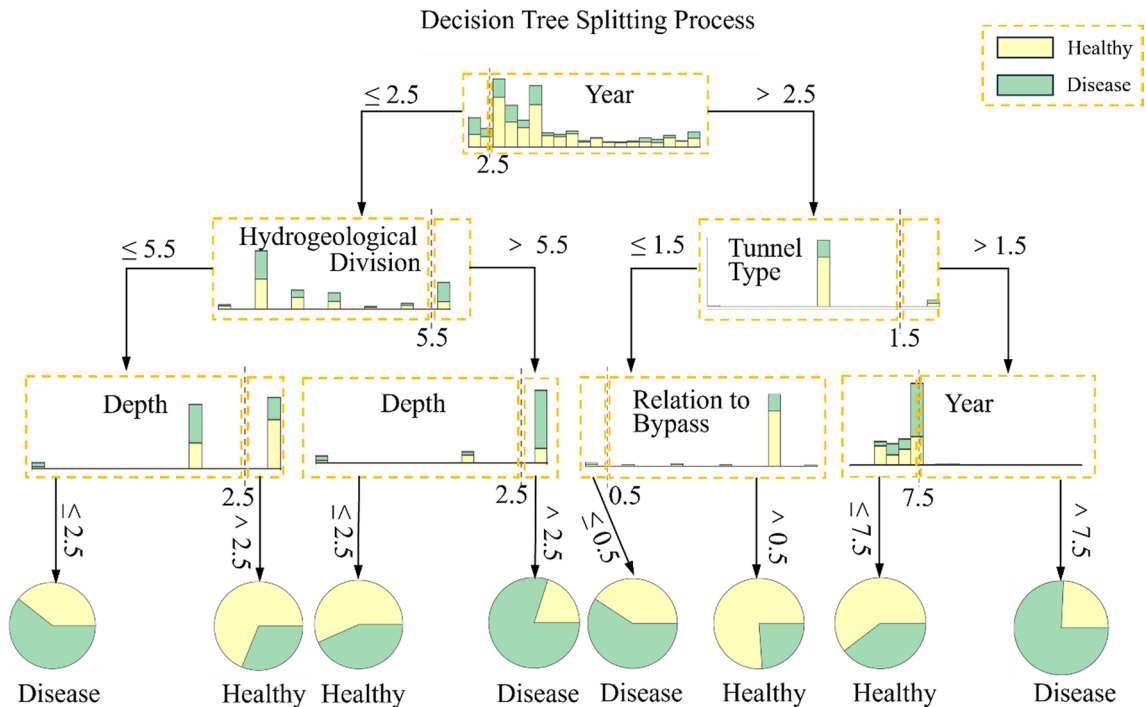 Decision Tree Splitting Process
Healthy
Disease
≤ 2.5
Year
> 2.5
2.5
≤ 5.5
Hydrogeological
Division
> 5.5
5.5
≤ 1.5
Tunnel
Type
> 1.5
1.5
Depth
2.5
Depth
2.5
Relation to
Bypass
0.5
Year
7.5
≤ 2.5
> 2.5
≤ 2.5
> 2.5
≤ 0.5
> 0.5
≤ 7.5
> 7.5
Disease
Healthy
Healthy
Disease
Disease
Healthy
Healthy
Disease